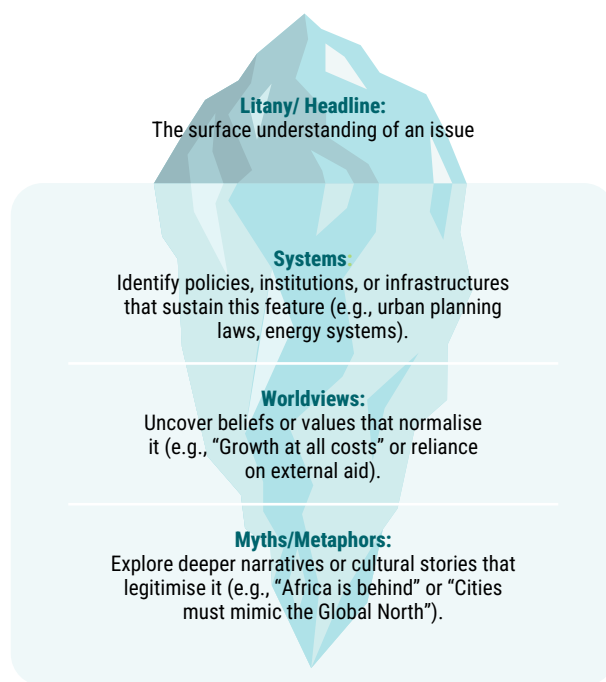 Litany/ Headline:
The surface understanding of an issue
Systems:
Identify policies, institutions, or infrastructures
that sustain this feature (e.g., urban planning
laws, energy systems).
Worldviews:
Uncover beliefs or values that normalise
it (e.g., “Growth at all costs” or reliance
on external aid).
Myths/Metaphors:
Explore deeper narratives or cultural stories that
legitimise it (e.g., “Africa is behind” or “Cities
must mimic the Global North”).